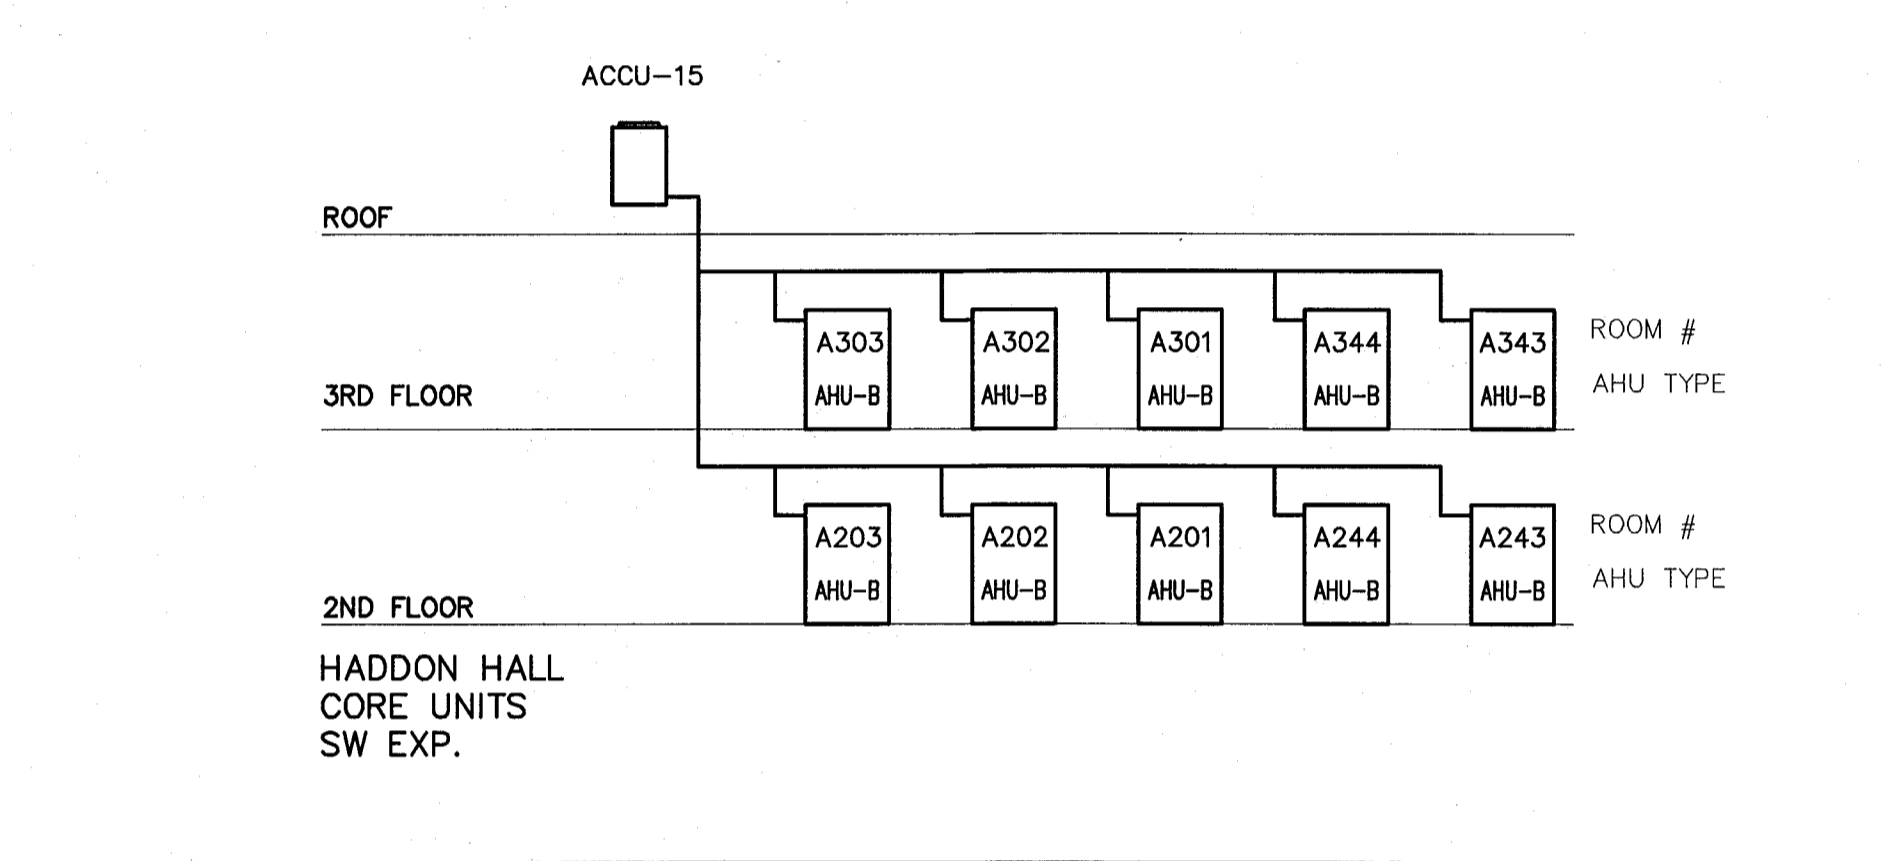 ACCU-15
ROOF
A303 A302 A301 A344 A343 ROOM #
3RD FLOOR AHU-B AHU-B AHU-B AHU-B AHU-B AHU TYPE
A203 A202 A201 A244 A243 ROOM #
AHU-B AHU-B AHU-B AHU-B AHU-B AHU TYPE
2ND FLOOR
HADDON HALL
CORE UNITS
SW EXP.